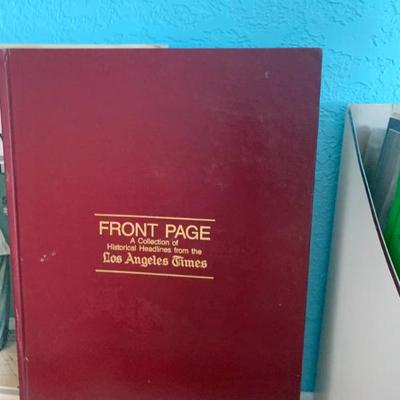 FRONT PAGE
A Collection of
Historical Headlines from the
Los Angeles Times